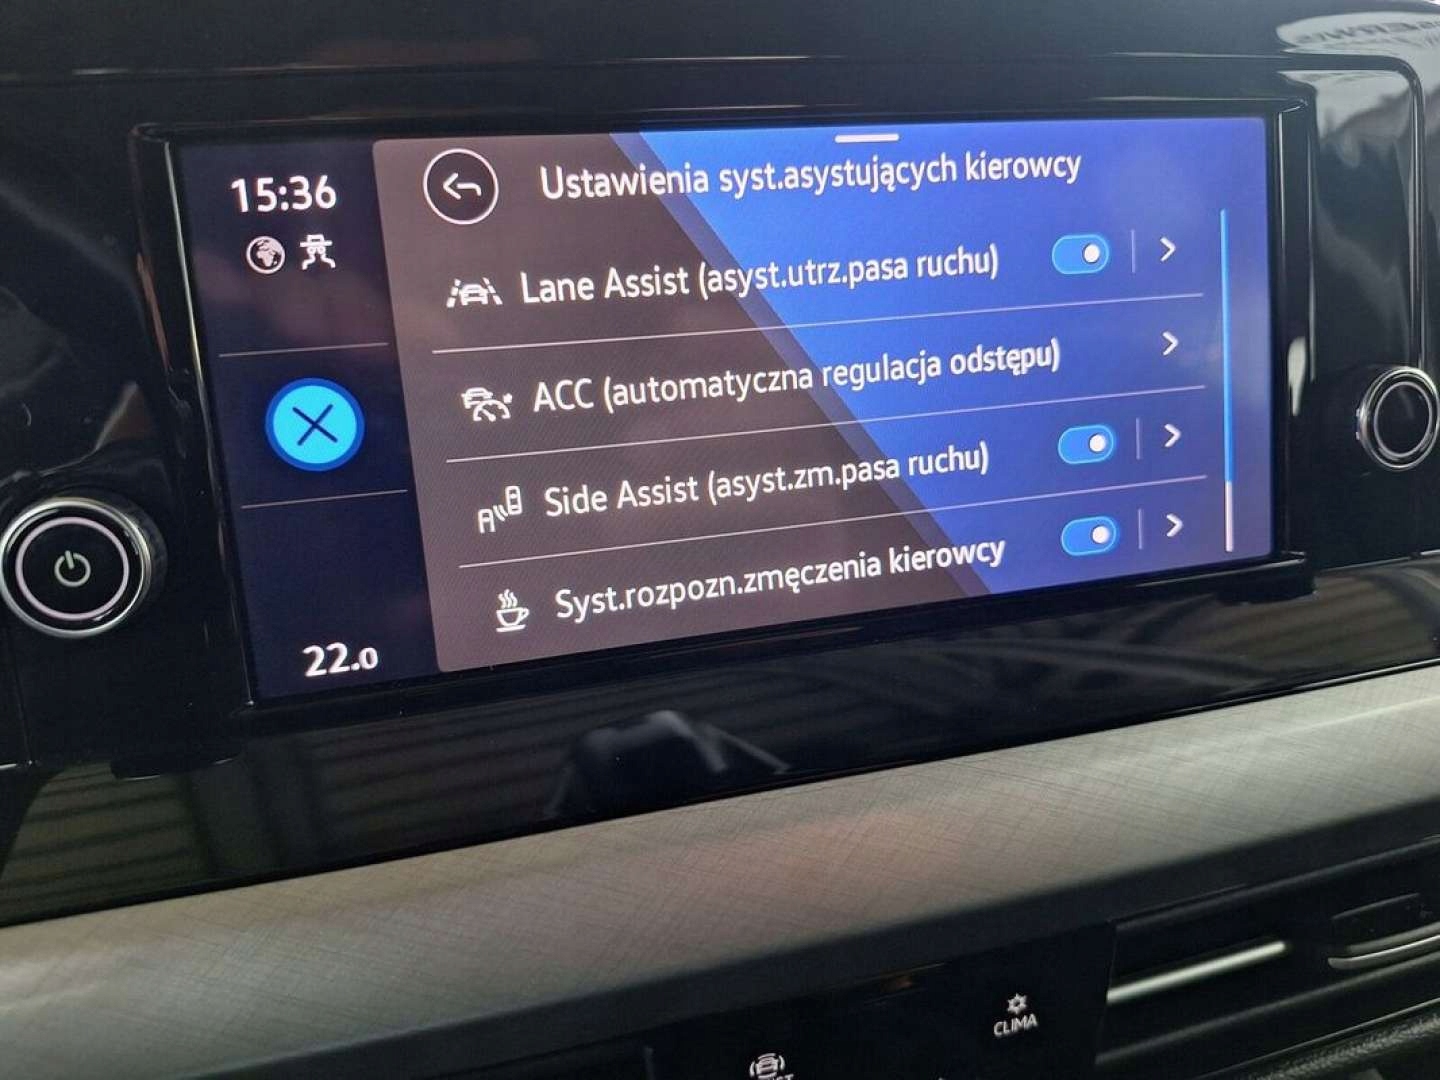 15:36
Ustawienia syst.asystujących kierowcy
Lane Assist (asyst.utrz.pasa ruchu)
ACC (automatyczna regulacja odstępu)
Side Assist (asyst.zm.pasa ruchu)
Syst.rozpozn.zmęczenia kierowcy
22.0
CLIMA